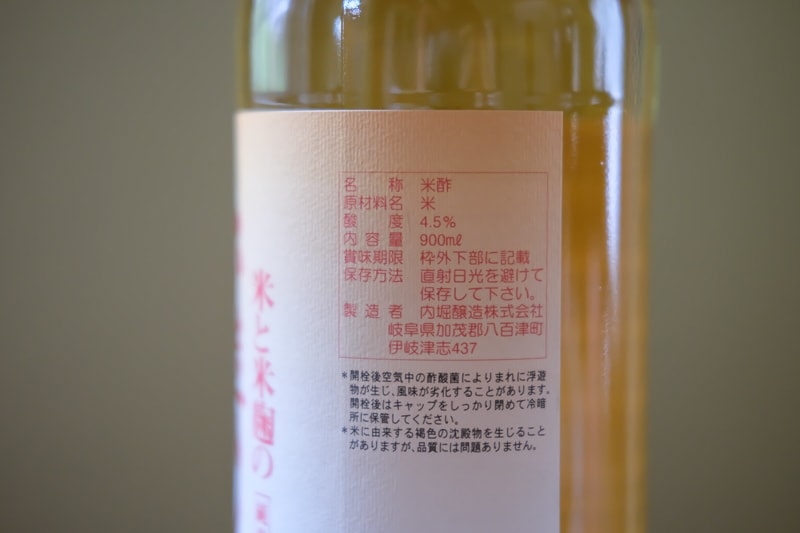 名称 米酢
原材料名 米
酸度 4.5%
内容量 900㎖
賞味期限 枠外下部に記載
保存方法 直射日光を避けて
保存して下さい。
製造者 内堀醸造株式会社
岐阜県加茂郡八百津町
伊岐津志437
*開栓後空気中の酢酸菌によりまれに浮遊
物が生じ、風味が劣化することがあります。
開栓後はキャップをしっかり閉めて冷暗
所に保管してください。
*米に由来する褐色の沈殿物を生じること
がありますが、品質には問題ありません。
米と米麹の